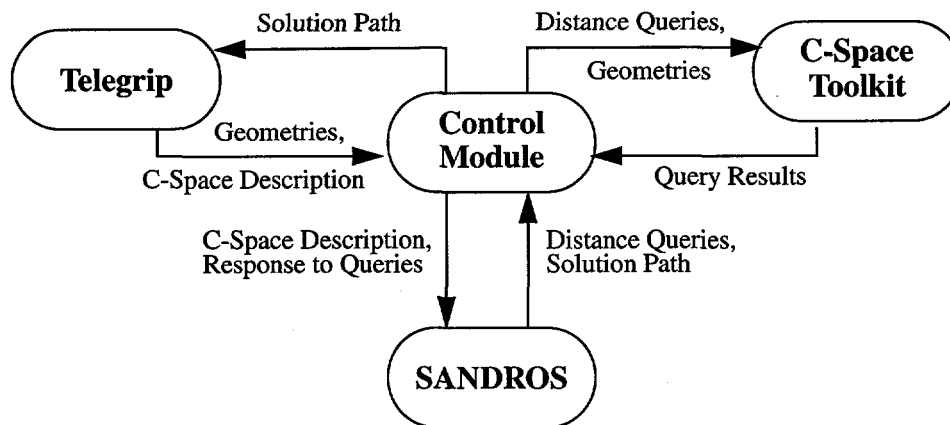 Solution Path
Distance Queries,
Geometries
Telegrip
C-Space
Toolkit
Control
Module
Geometries,
C-Space Description
Query Results
C-Space Description,
Response to Queries
Distance Queries,
Solution Path
SANDROS